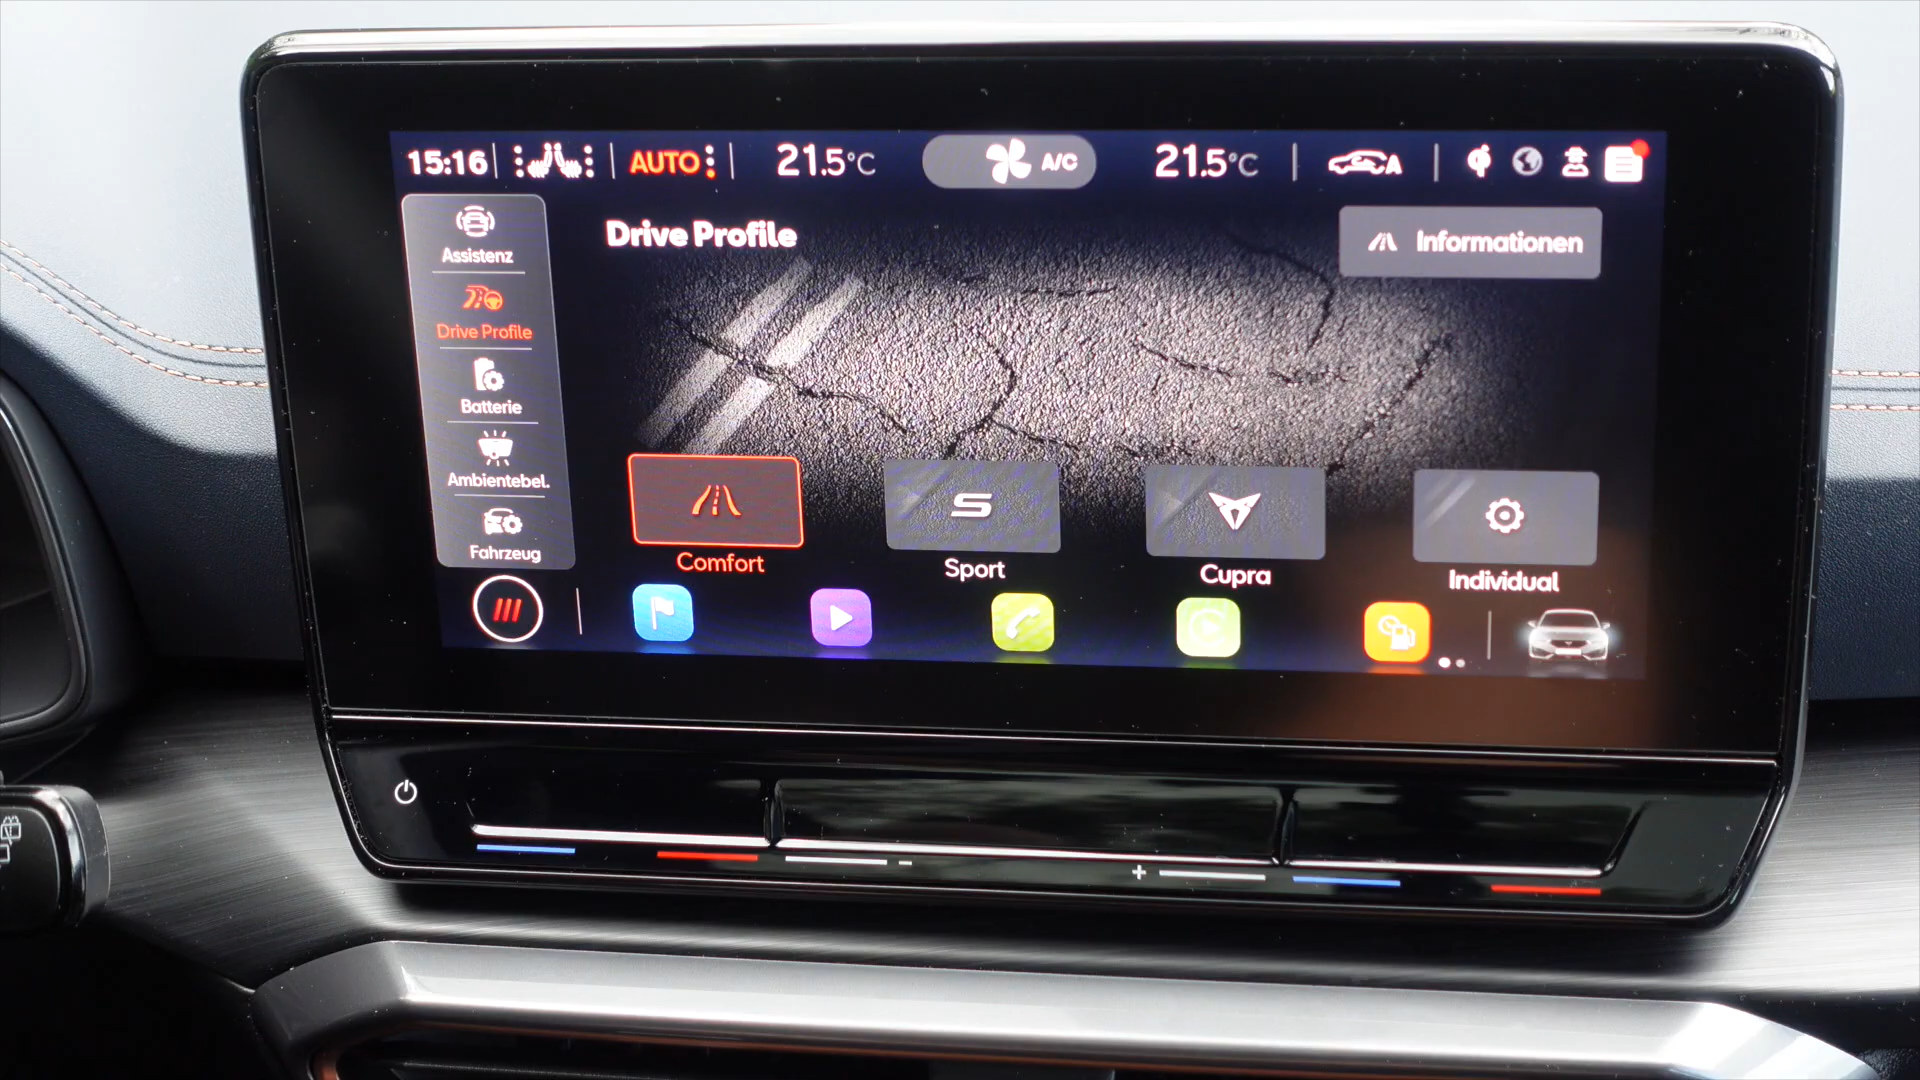 15:16 AUTO 21.5°C A/C 21.5°C A
Drive Profile
Informationen
Assistenz
Drive Profile
Batterie
Ambientebel.
Fahrzeug
S
Comfort
Sport
Cupra
Individual
- +